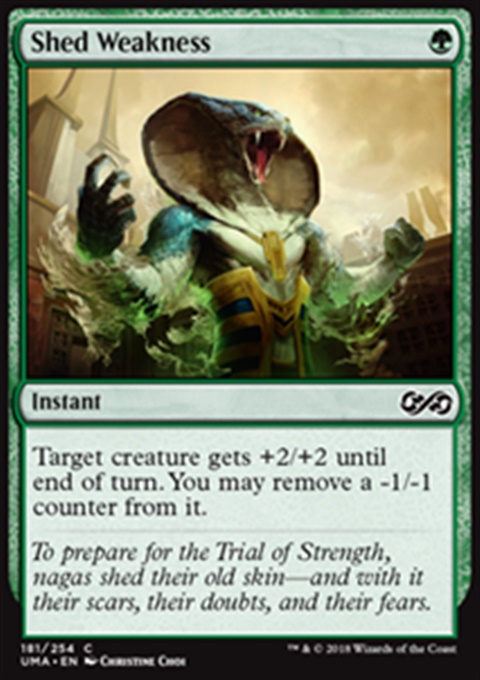 Shed Weakness
Instant
Target creature gets +2/+2 until
end of turn. You may remove a -1/-1
counter from it.
To prepare for the Trial of Strength,
nagas shed their old skin—and with it
their scars, their doubts, and their fears.
181/254 C
UMA • EN Christine Choi
™ & © 2018 Wizards of the Coast